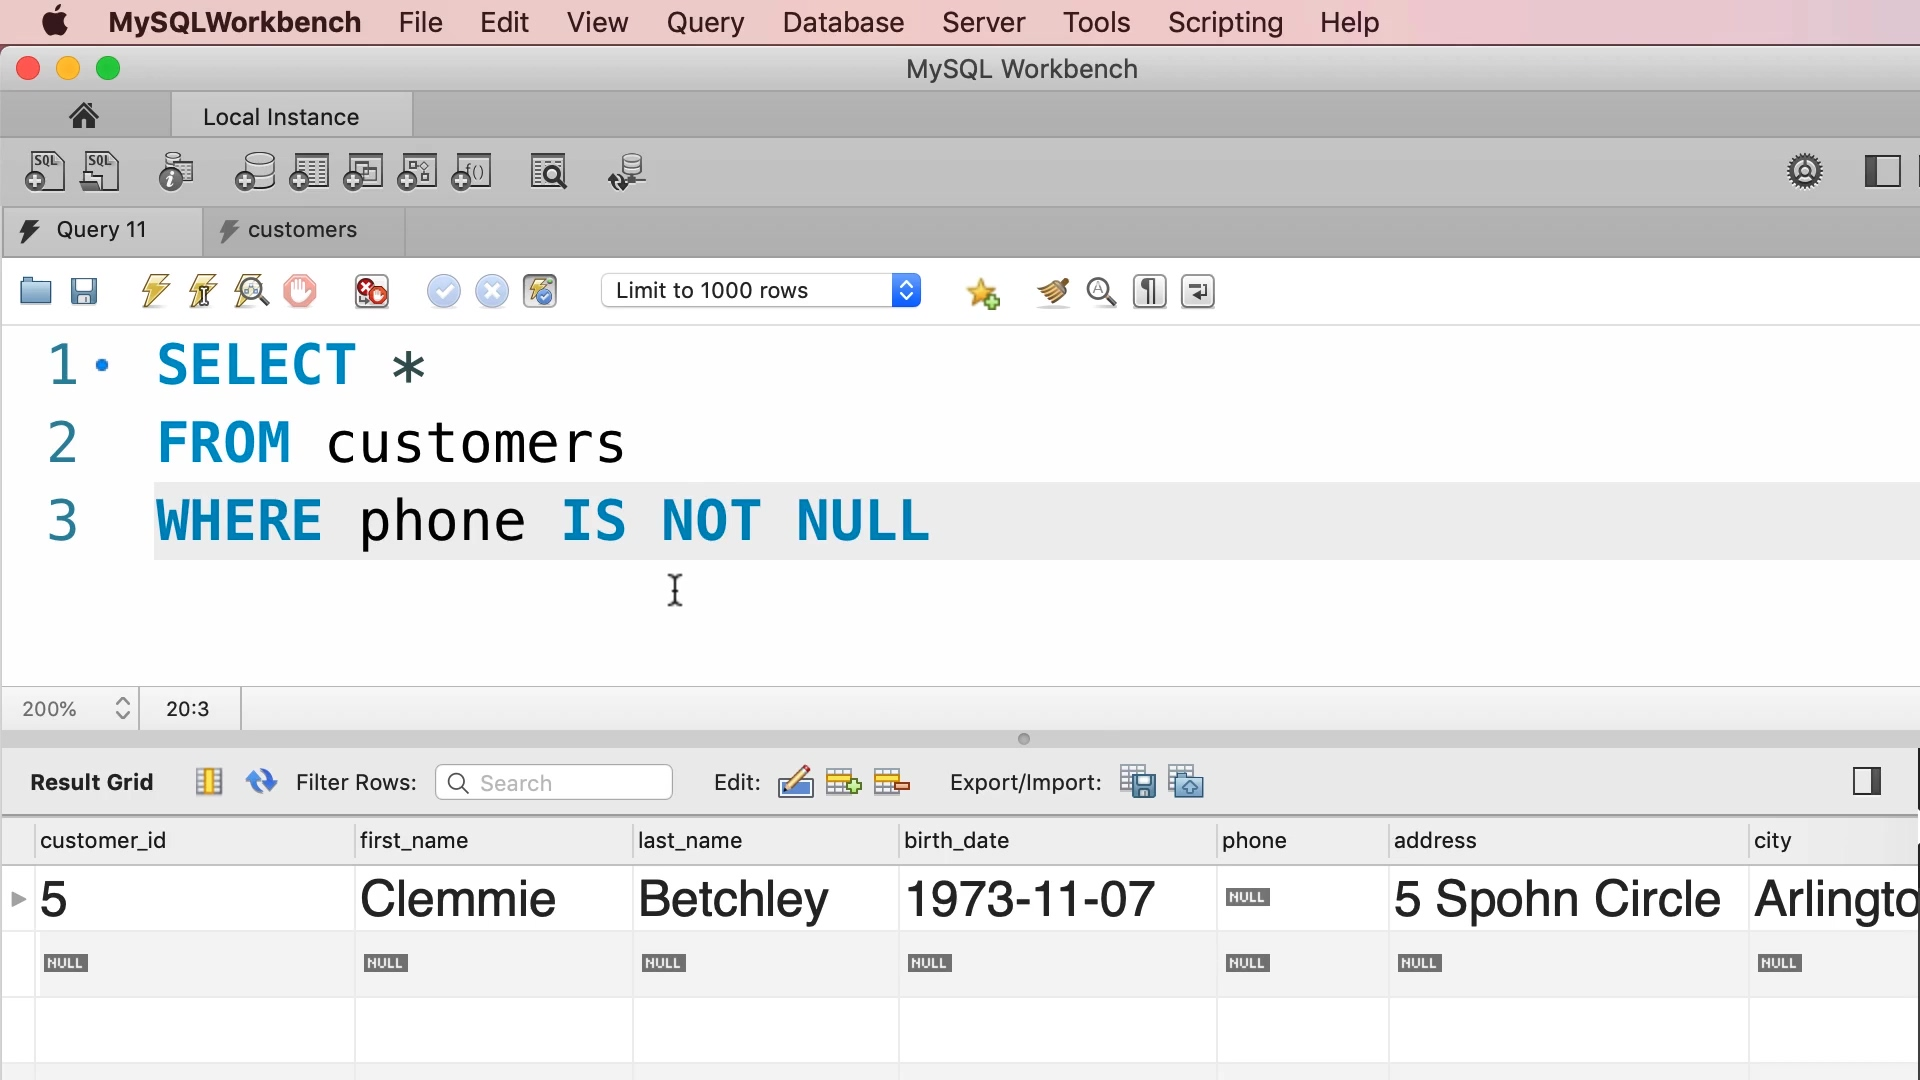 MySQLWorkbench File Edit View Query Database Server Tools Scripting Help
MySQL Workbench
Local Instance
SQL SQL f()
Query 11 customers
Limit to 1000 rows
1 SELECT *
2 FROM customers
3 WHERE phone IS NOT NULL
200% 20:3
Result Grid Filter Rows: Search Edit: Export/Import:
customer_id first_name last_name birth_date phone address city
5 Clemmie Betchley 1973-11-07 NULL 5 Spohn Circle Arlingto
NULL NULL NULL NULL NULL NULL NULL